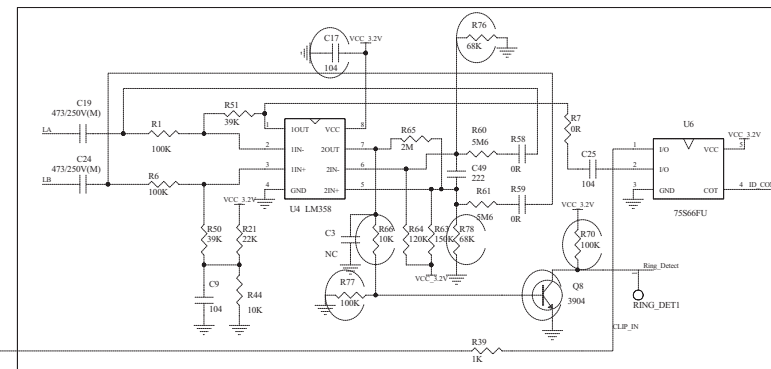 R76
68K
C17
104
VCC_3.2V
C19
473/250V(M)
LA
R1
100K
R51
39K
C24
473/250V(M)
LB
R6
100K
1 1OUT VCC 8
2 1IN- 2OUT 7
3 1IN+ 2IN- 6
4 GND 2IN+ 5
U4 LM358
R65
2M
R60
5M6
R58
0R
C49
222
R61
5M6
R59
0R
R7
0R
C25
104
U6
1 I/O VCC 5
VCC_3.2V
2 I/O
3 GND COT 4
75S66FU
VCC_3.2V
R50
39K
R21
22K
C9
104
R44
10K
C3
NC
R66
10K
R64
120K
R63
150K
R78
68K
VCC_3.2V
R77
100K
VCC_3.2V
R70
100K
Ring_Detect
Q8
3904
RING_DET1
CLIP_IN
R39
1K